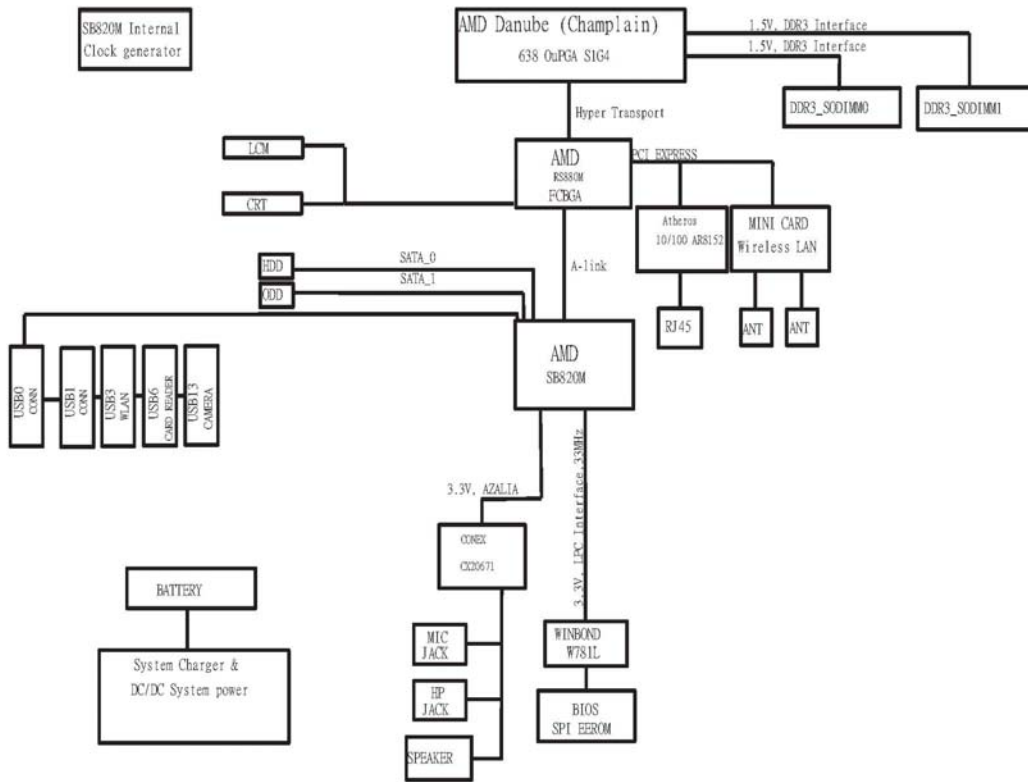 SB820M Internal
Clock generator
AMD Danube (Champlain)
638 OuPGA S1G4
1.5V, DDR3 Interface
1.5V, DDR3 Interface
DDR3_SODIMM0
DDR3_SODIMM1
Hyper Transport
LCM
CRT
AMD
RS880M
FCBGA
PCI EXPRESS
Atheros
10/100 AR8152
MINI CARD
Wireless LAN
A-link
HDD
SATA_0
ODD
SATA_1
RJ45
ANT
ANT
AMD
SB820M
USB0
CONN
USB1
CONN
USB3
WLAN
USB6
CARD READER
USB13
CAMERA
3.3V, AZALIA
3.3V, LPC Interface,33MHz
CONEX
CX20671
BATTERY
System Charger &
DC/DC System power
MIC
JACK
HP
JACK
SPEAKER
WINBOND
W781L
BIOS
SPI EEROM